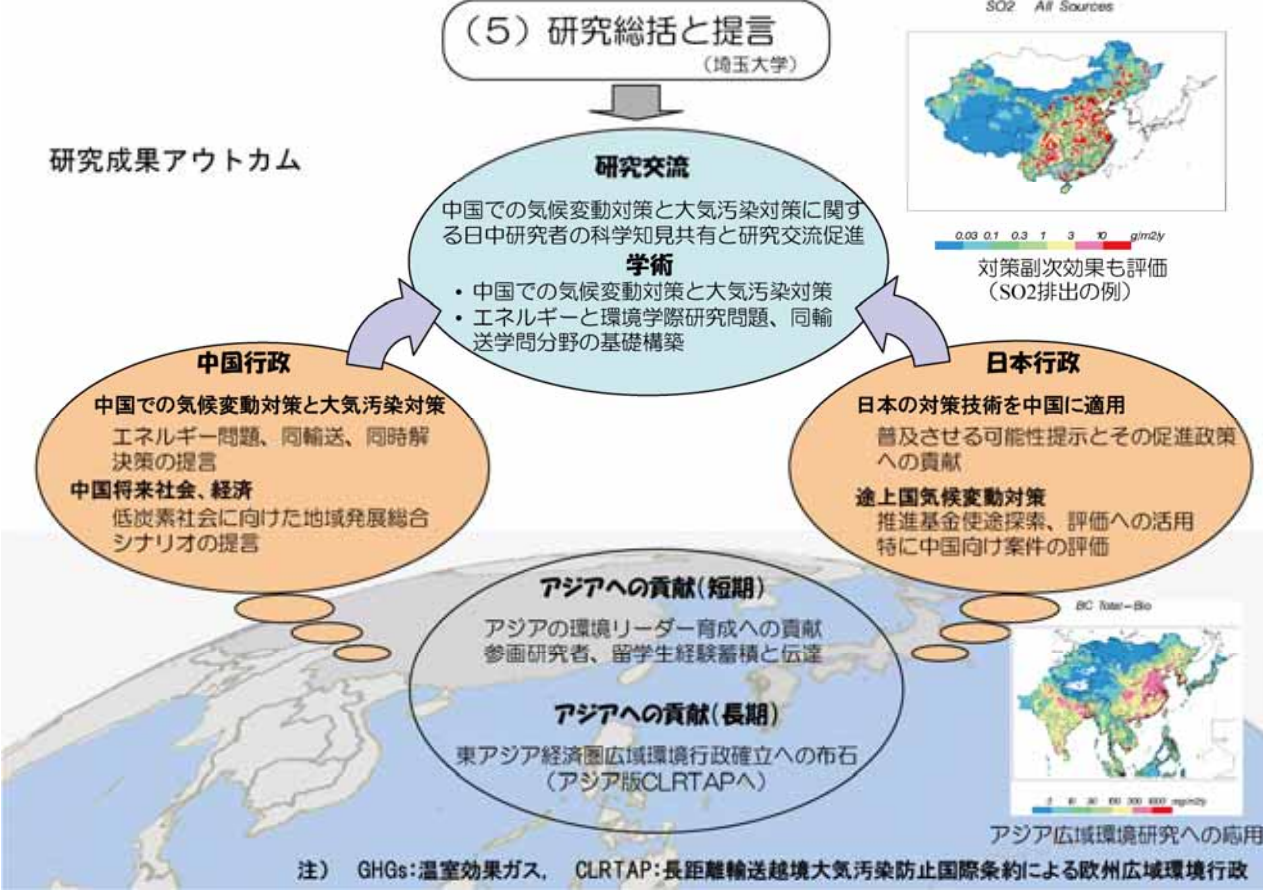 （5）研究総括と提言
（埼玉大学）
研究成果アウトカム
研究交流
中国での気候変動対策と大気汚染対策に関す
る日中研究者の科学知見共有と研究交流促進
学術
• 中国での気候変動対策と大気汚染対策
• エネルギーと環境学際研究問題、同輸
送学問分野の基礎構築
SO2 All Sources
0.03 0.1 0.3 1 3 10 g/m2/y
対策副次効果も評価
（SO2排出の例）
中国行政
中国での気候変動対策と大気汚染対策
エネルギー問題、同輸送、同時解
決策の提言
中国将来社会、経済
低炭素社会に向けた地域発展総合
シナリオの提言
日本行政
日本の対策技術を中国に適用
普及させる可能性提示とその促進政策
への貢献
途上国気候変動対策
推進基金使途探索、評価への活用
特に中国向け案件の評価
アジアへの貢献（短期）
アジアの環境リーダー育成への貢献
参画研究者、留学生経験蓄積と伝達
アジアへの貢献（長期）
東アジア経済圏広域環境行政確立への布石
（アジア版CLRTAPへ）
BC Total-Bio
10 100 300 1000 mg/m2/y
アジア広域環境研究への応用
注） GHGs：温室効果ガス， CLRTAP：長距離輸送越境大気汚染防止国際条約による欧州広域環境行政